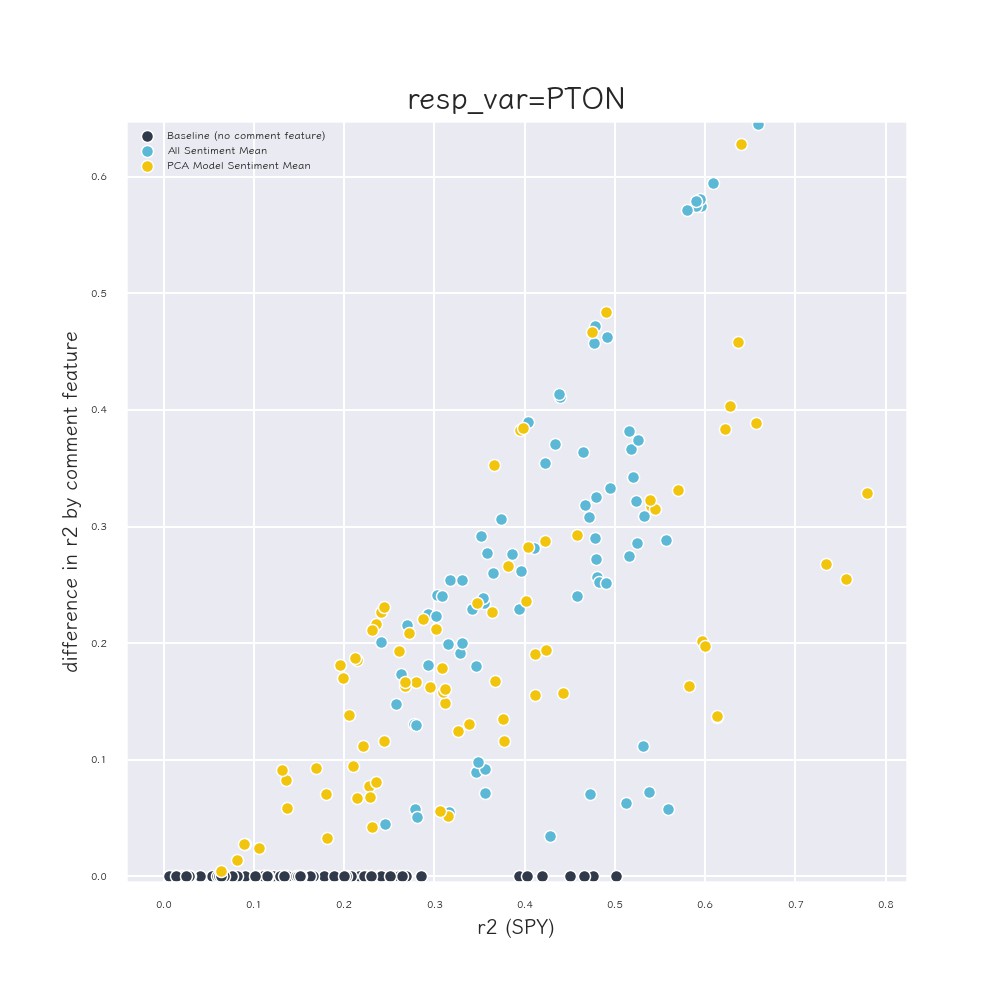 resp_var=PTON
Baseline (no comment feature)
All Sentiment Mean
PCA Model Sentiment Mean
0.6
0.5
0.4
0.3
0.2
0.1
0.0
difference in r2 by comment feature
0.0 0.1 0.2 0.3 0.4 0.5 0.6 0.7 0.8
r2 (SPY)